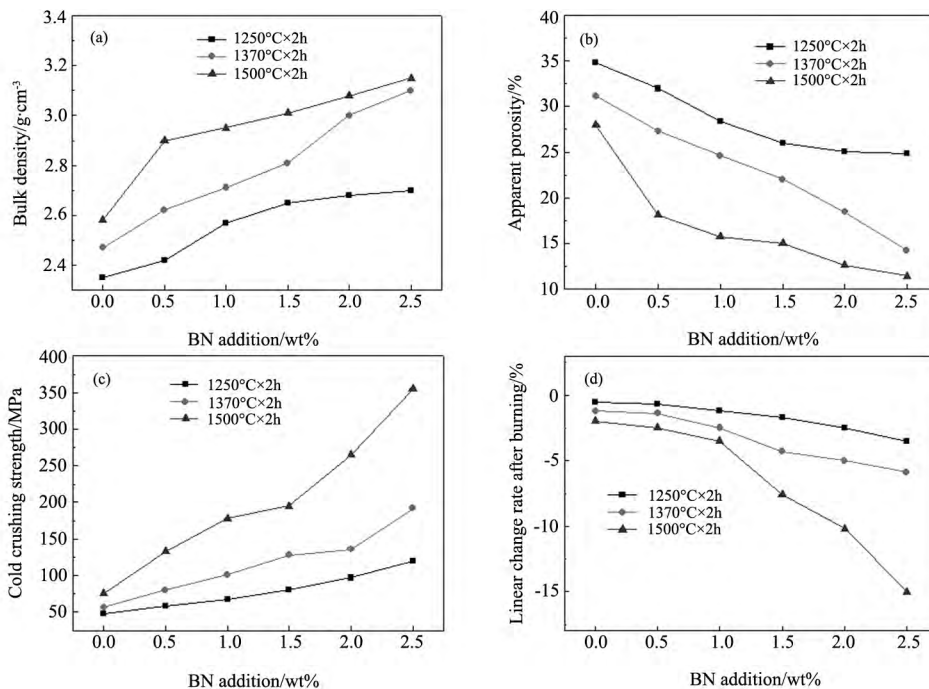 (a)
1250°C×2h
1370°C×2h
1500°C×2h
3.4
3.2
3.0
2.8
2.6
2.4
Bulk density/g·cm⁻³
0.0 0.5 1.0 1.5 2.0 2.5
BN addition/wt%
(b)
1250°C×2h
1370°C×2h
1500°C×2h
40
35
30
25
20
15
10
Apparent porosity/%
0.0 0.5 1.0 1.5 2.0 2.5
BN addition/wt%
(c)
1250°C×2h
1370°C×2h
1500°C×2h
400
350
300
250
200
150
100
50
Cold crushing strength/MPa
0.0 0.5 1.0 1.5 2.0 2.5
BN addition/wt%
(d)
0
-5
-10
-15
Linear change rate after burning/%
1250°C×2h
1370°C×2h
1500°C×2h
0.0 0.5 1.0 1.5 2.0 2.5
BN addition/wt%